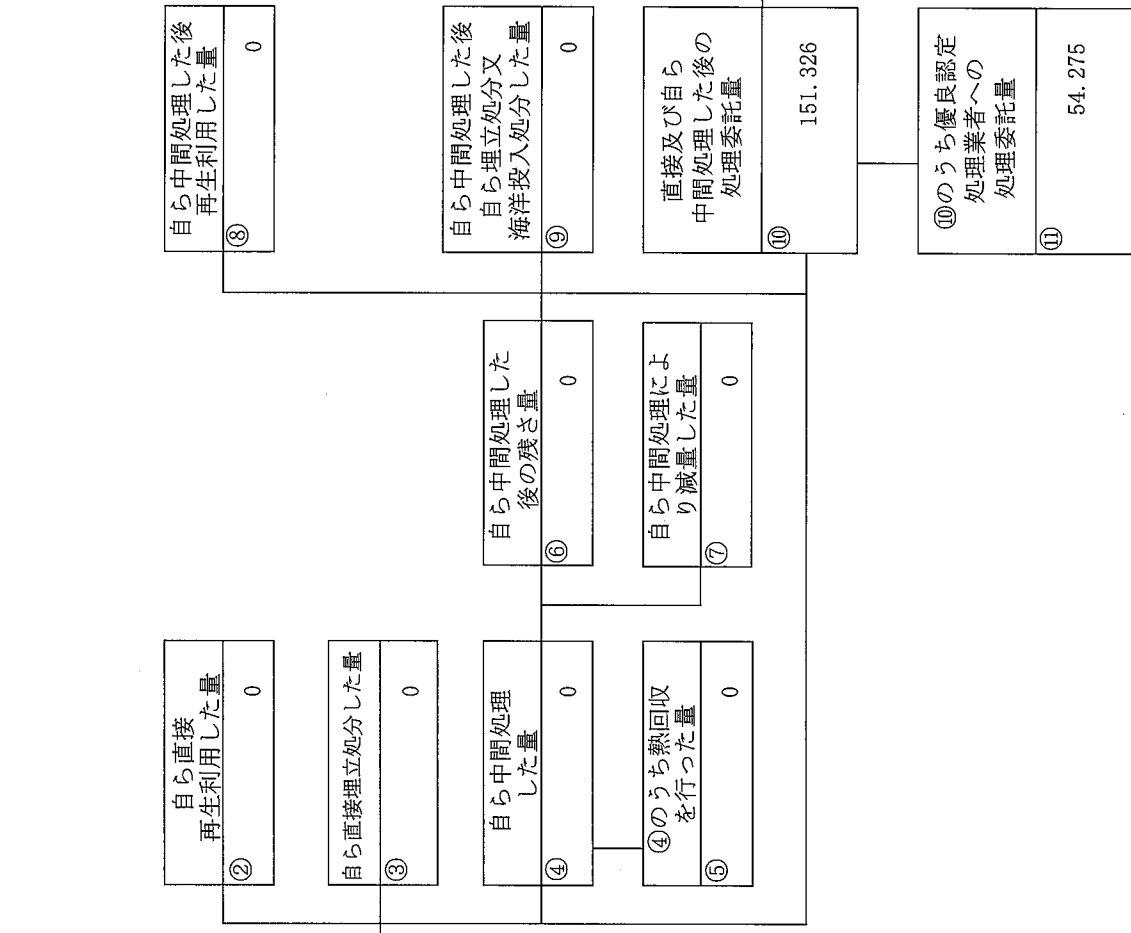 自ら直接
再生利用した量
②
0
自ら直接埋立処分した量
③
0
自ら中間処理
した量
④
0
④のうち熱回収
を行った量
⑤
0
自ら中間処理した
後の残さ量
⑥
0
自ら中間処理によ
り減量した量
⑦
0
自ら中間処理した後
再生利用した量
⑧
0
自ら中間処理した後
自ら埋立処分又
海洋投入処分した量
⑨
0
直接及び自ら
中間処理した後の
処理委託量
⑩
151.326
⑩のうち優良認定
処理業者への
処理委託量
⑪
54.275